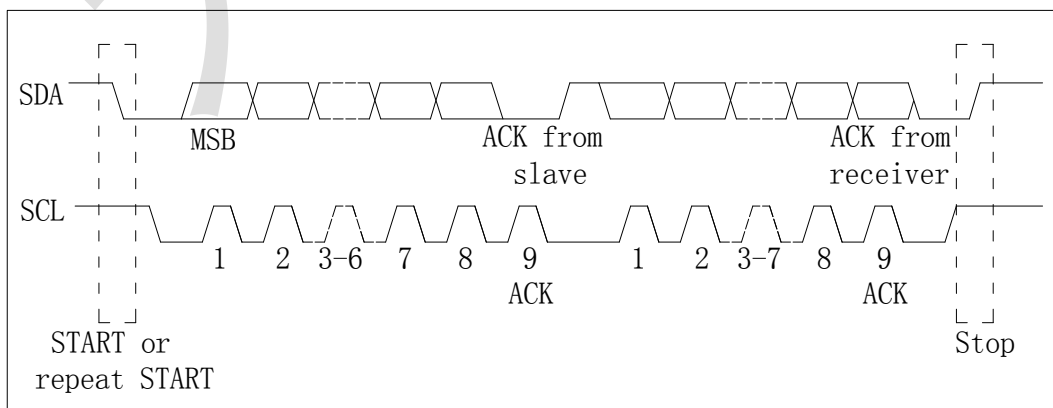 SDA
MSB
ACK from
slave
ACK from
receiver
SCL
1 2 3-6 7 8 9 1 2 3-7 8 9
ACK ACK
START or
repeat START
Stop